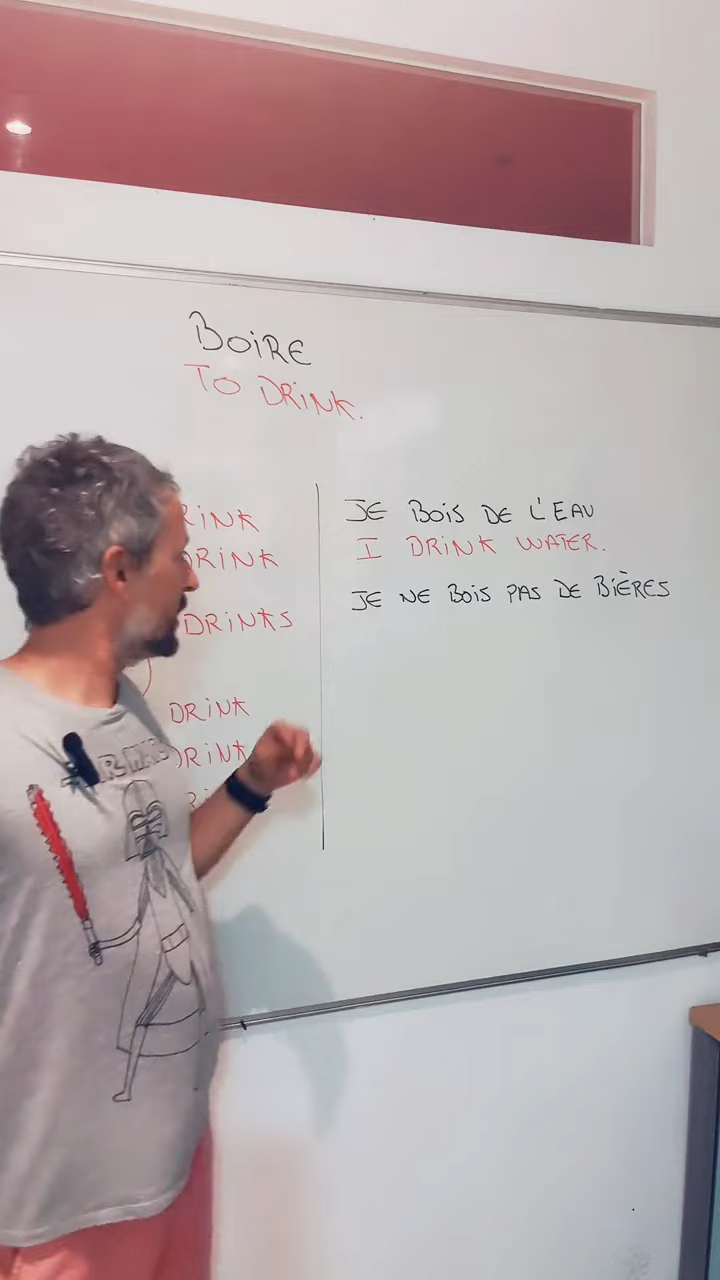 BOIRE
TO DRINK.
DRINK
DRINKS
DRINK
DRINK
JE BOIS DE L'EAU
I DRINK WATER.
JE NE BOIS PAS DE BIÈRES